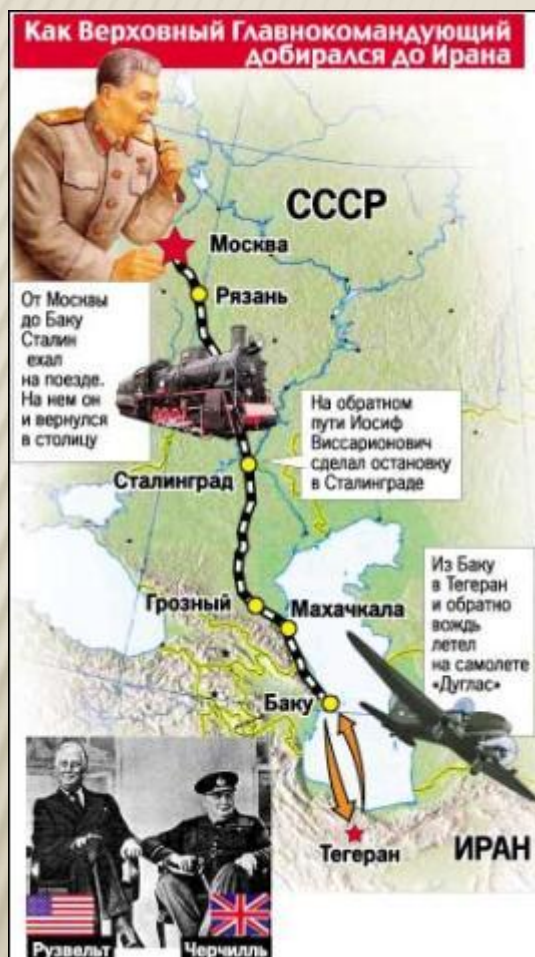 Как Верховный Главнокомандующий
добирался до Ирана
СССР
Москва
Рязань
От Москвы
до Баку
Сталин
ехал
на поезде.
На нем он
и вернулся
в столицу
На обратном
пути Иосиф
Виссарионович
сделал остановку
в Сталинграде
Сталинград
Из Баку
в Тегеран
и обратно
вождь
летел
на самолете
«Дуглас»
Грозный
Махачкала
Баку
Тегеран
ИРАН
Рузвельт
Черчилль